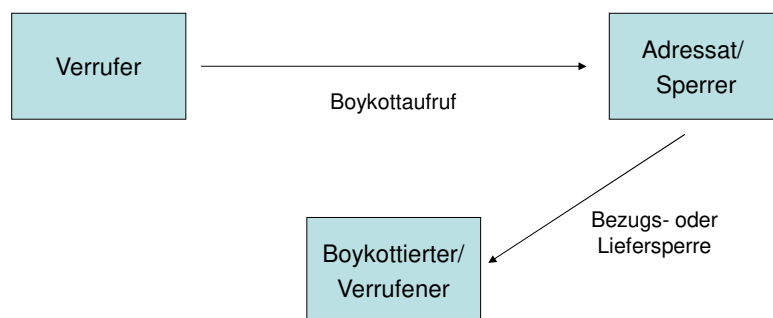 Verrufer
Adressat/
Sperrer
Boykottaufruf
Bezugs- oder
Liefersperre
Boykottierter/
Verrufener